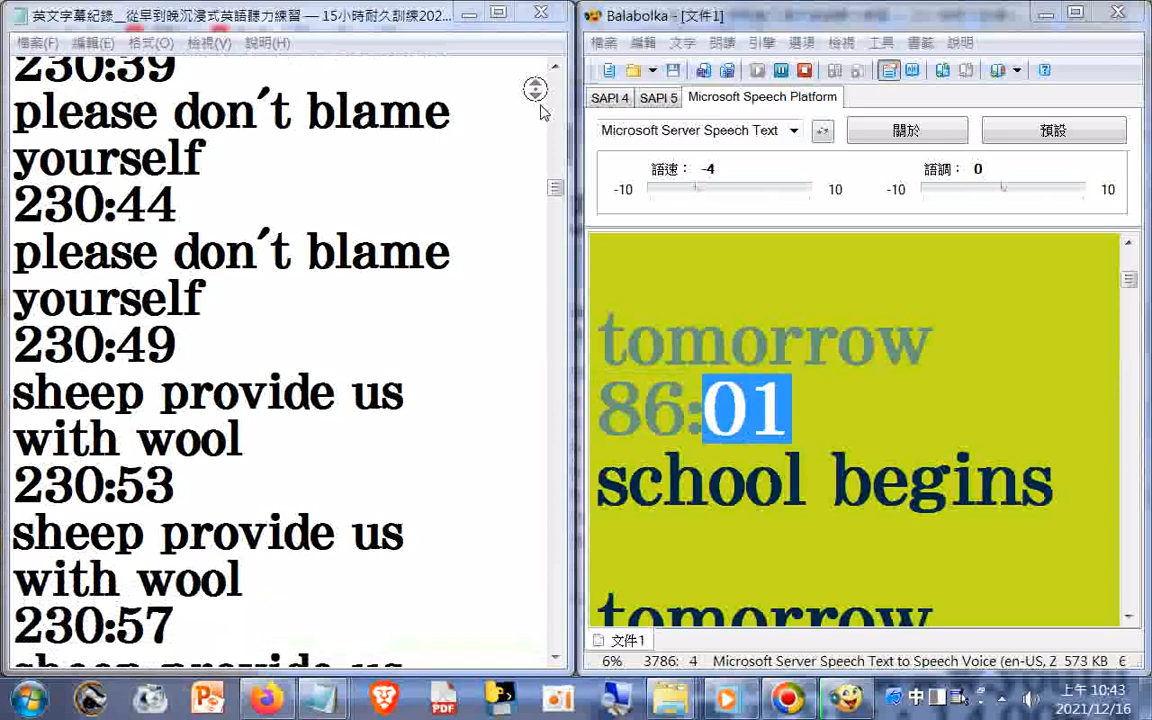 英文字幕紀錄__從早到晚沉浸式英語聽力練習 — 15小時耐久訓練202...
檔案(F) 編輯(E) 格式(O) 檢視(V) 說明(H)
230:39
please don´t blame
yourself
230:44
please don´t blame
yourself
230:49
sheep provide us
with wool
230:53
sheep provide us
with wool
230:57
sheep provide us
Balabolka - [文件1]
檔案 編輯 文字 朗讀 引擎 選項 檢視 工具 書籤 說明
SAPI 4 SAPI 5 Microsoft Speech Platform
Microsoft Server Speech Text 關於 預設
語速: -4 語調: 0
-10 10 -10 10
tomorrow
86:01
school begins
tomorrow
文件1
6% 3786: 4 Microsoft Server Speech Text to Speech Voice (en-US, Z 573 KB 6
中
上午 10:43
2021/12/16